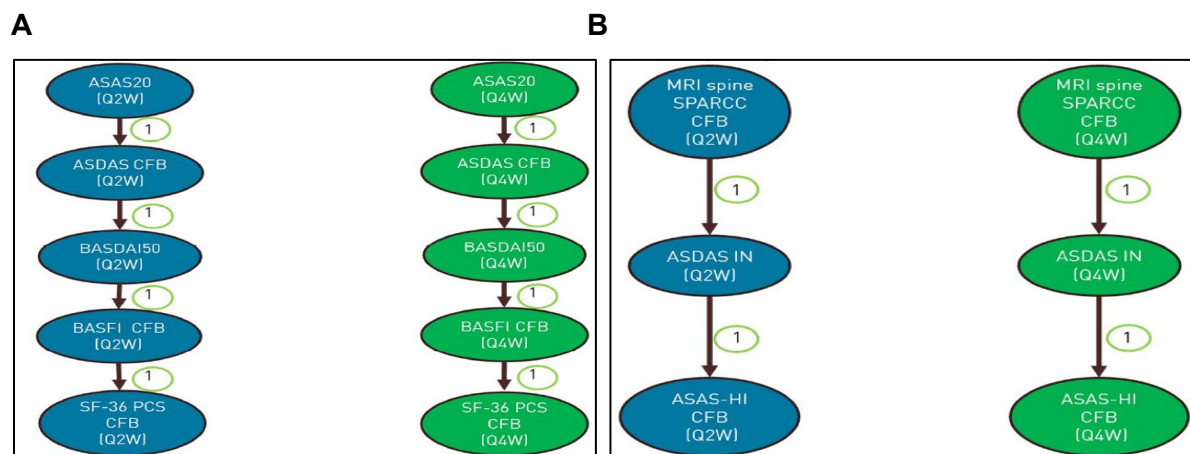 A
ASAS20
(Q2W)
1
ASDAS CFB
(Q2W)
1
BASDAI50
(Q2W)
1
BASFI CFB
(Q2W)
1
SF-36 PCS
CFB
(Q2W)
ASAS20
(Q4W)
1
ASDAS CFB
(Q4W)
1
BASDAI50
(Q4W)
1
BASFI CFB
(Q4W)
1
SF-36 PCS
CFB
(Q4W)
B
MRI spine
SPARCC
CFB
(Q2W)
1
ASDAS IN
(Q2W)
1
ASAS-HI
CFB
(Q2W)
MRI spine
SPARCC
CFB
(Q4W)
1
ASDAS IN
(Q4W)
1
ASAS-HI
CFB
(Q4W)